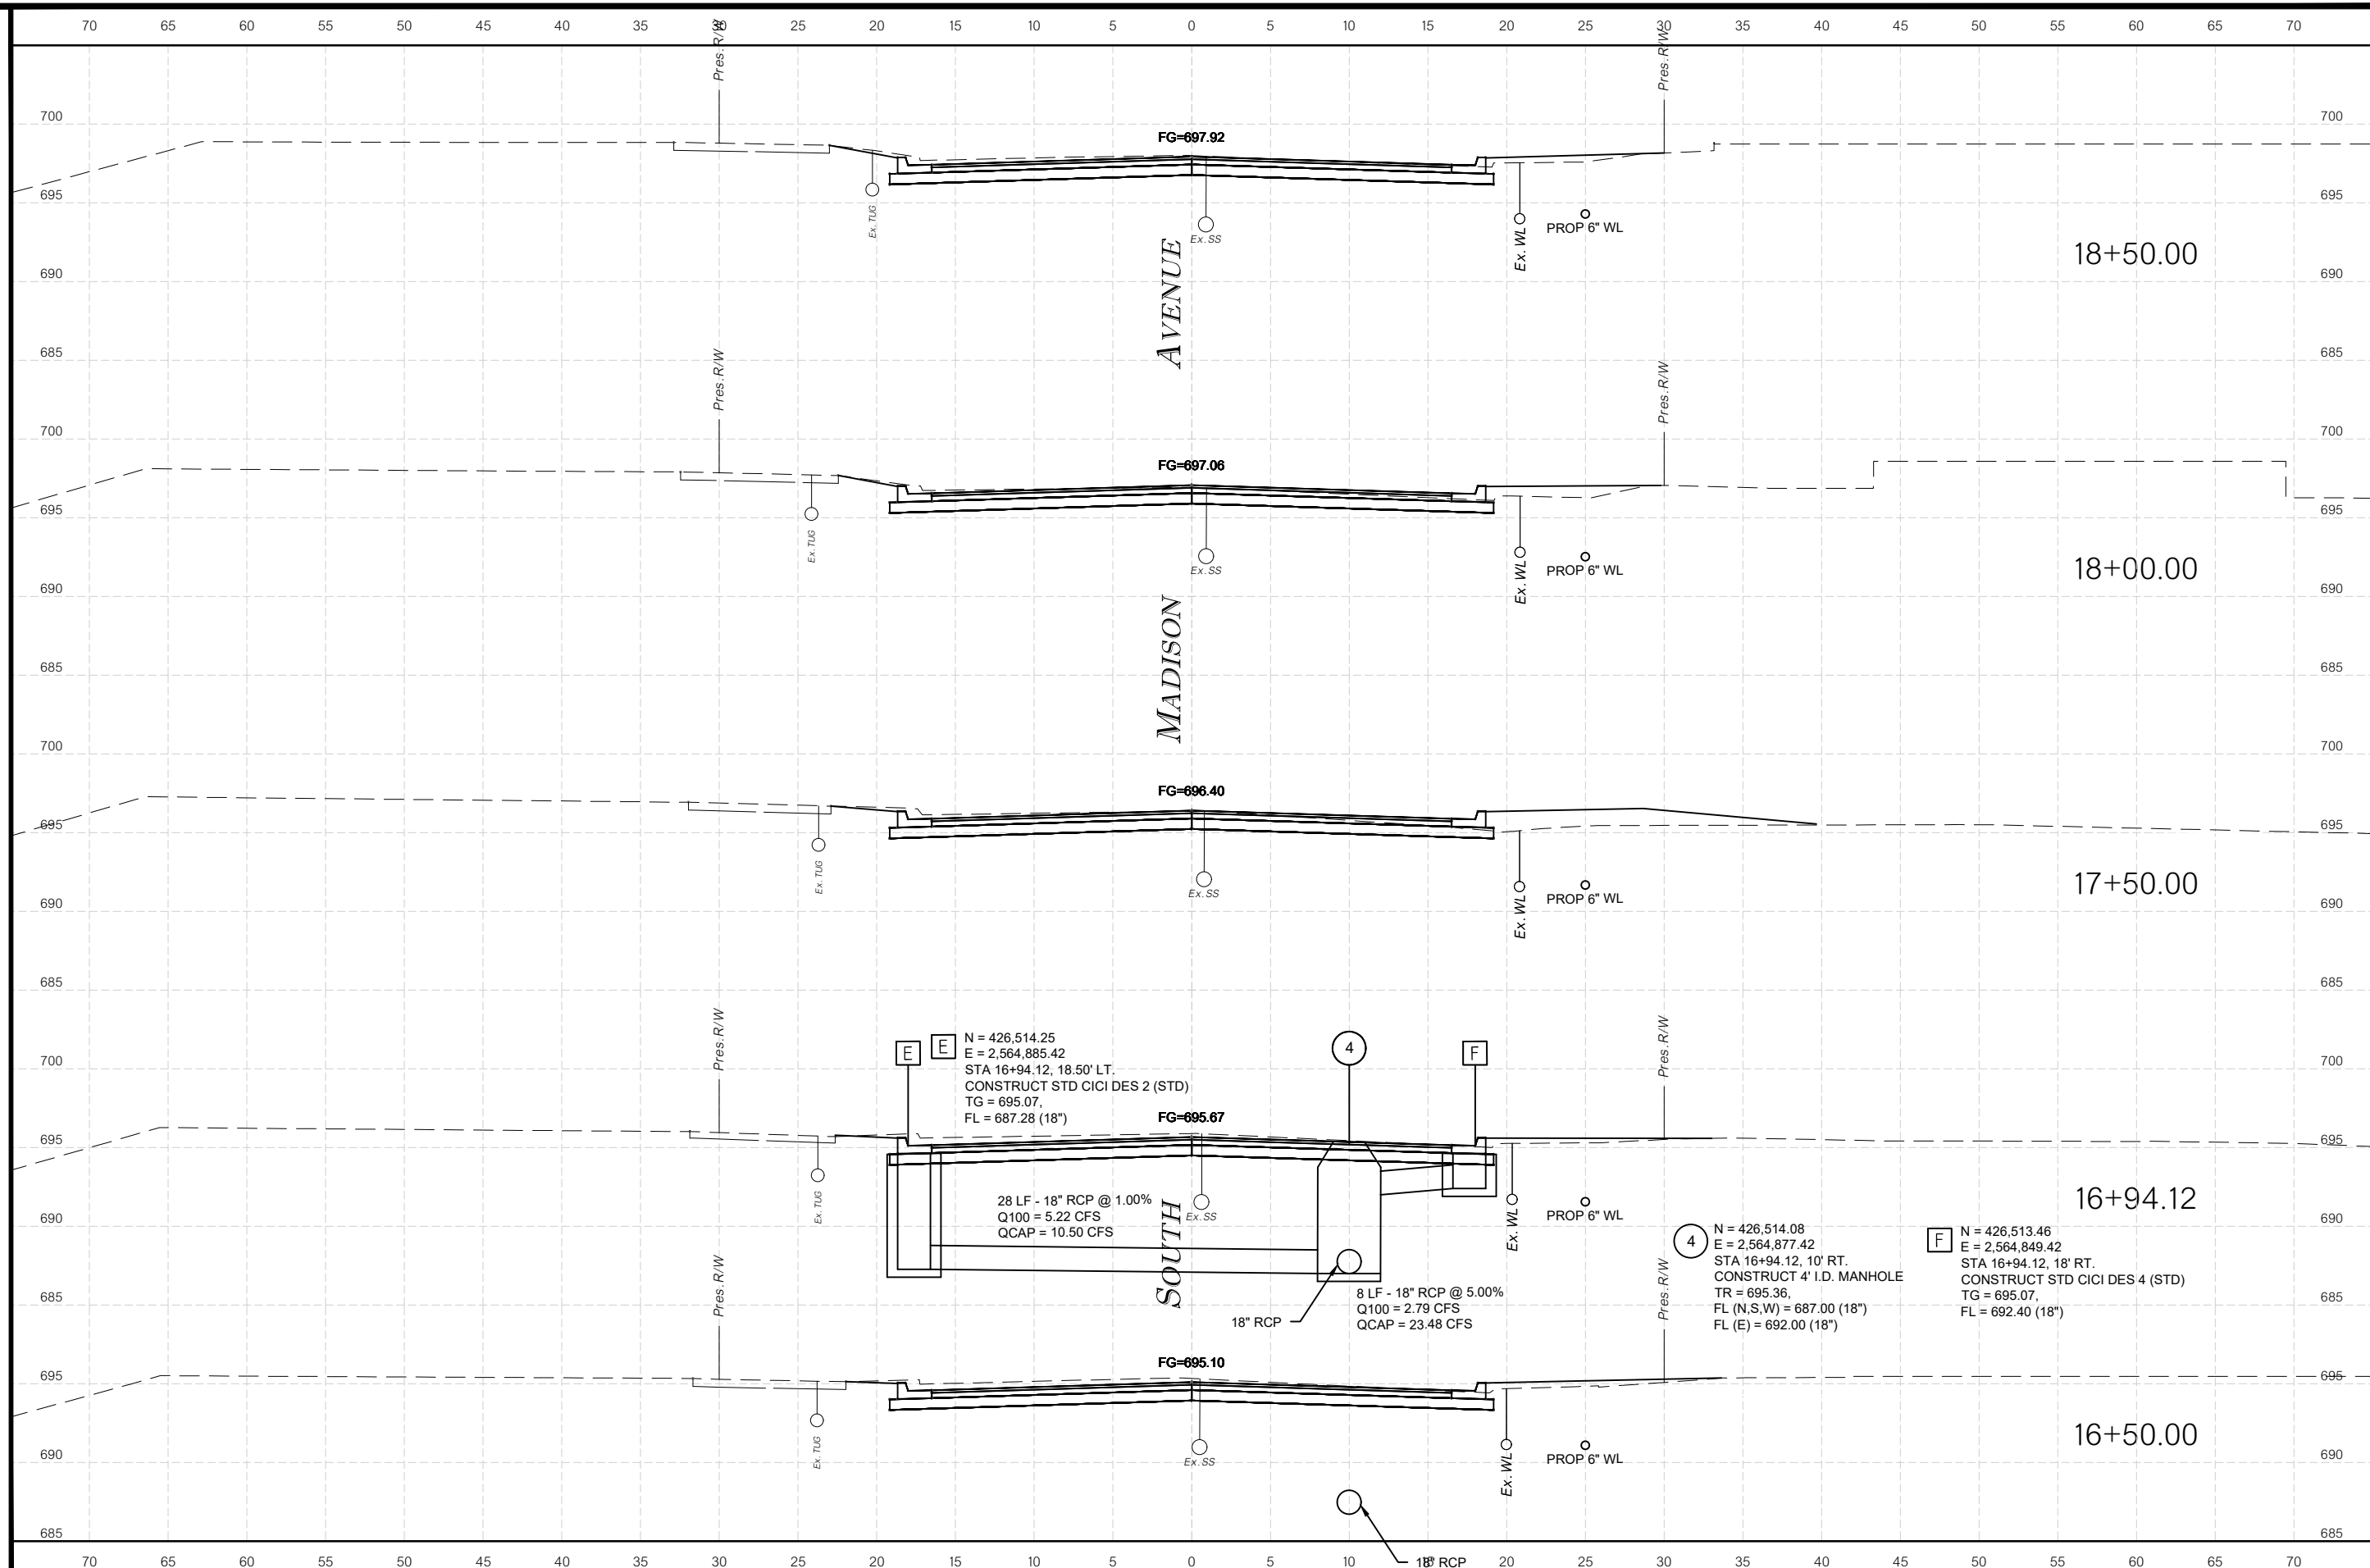 70 65 60 55 50 45 40 35 30 25 20 15 10 5 0 5 10 15 20 25 30 35 40 45 50 55 60 65 70
Pres.R/W
Pres.R/W
700
700
FG=697.92
695
695
Ex.TUG
Ex.SS
Ex.WL
PROP 6" WL
18+50.00
690
690
AVENUE
685
685
Pres.R/W
Pres.R/W
700
700
FG=697.06
695
695
Ex.TUG
Ex.SS
Ex.WL
PROP 6" WL
18+00.00
690
690
MADISON
685
685
700
700
FG=696.40
695
695
Ex.TUG
Ex.SS
Ex.WL
PROP 6" WL
17+50.00
690
690
685
685
Pres.R/W
Pres.R/W
700
700
E
E
N = 426,514.25
E = 2,564,885.42
STA 16+94.12, 18.50' LT.
CONSTRUCT STD CICI DES 2 (STD)
TG = 695.07,
FL = 687.28 (18")
4
F
FG=695.67
695
695
Ex.TUG
28 LF - 18" RCP @ 1.00%
Q100 = 5.22 CFS
QCAP = 10.50 CFS
Ex.SS
Ex.WL
PROP 6" WL
16+94.12
690
690
SOUTH
18" RCP
8 LF - 18" RCP @ 5.00%
Q100 = 2.79 CFS
QCAP = 23.48 CFS
4
N = 426,514.08
E = 2,564,877.42
STA 16+94.12, 10' RT.
CONSTRUCT 4' I.D. MANHOLE
TR = 695.36,
FL (N,S,W) = 687.00 (18")
FL (E) = 692.00 (18")
F
N = 426,513.46
E = 2,564,849.42
STA 16+94.12, 18' RT.
CONSTRUCT STD CICI DES 4 (STD)
TG = 695.07,
FL = 692.40 (18")
685
685
Pres.R/W
Pres.R/W
FG=695.10
695
695
Ex.TUG
Ex.SS
Ex.WL
PROP 6" WL
16+50.00
690
690
685
685
18" RCP
70 65 60 55 50 45 40 35 30 25 20 15 10 5 0 5 10 15 20 25 30 35 40 45 50 55 60 65 70